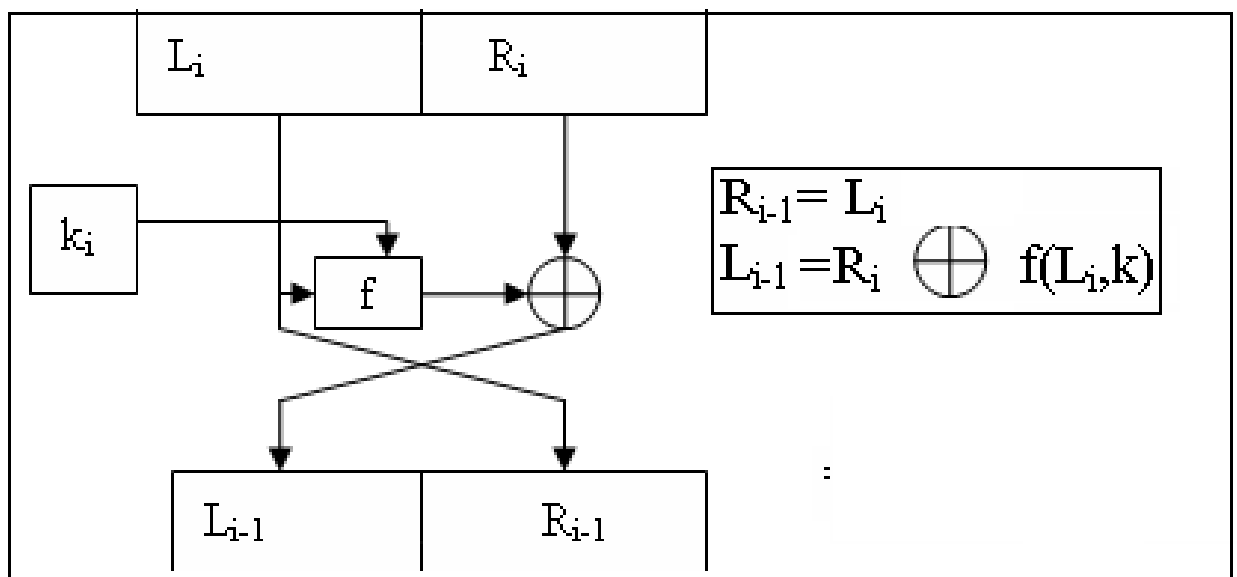 Lᵢ Rᵢ
kᵢ
f
Rᵢ₋₁= Lᵢ
Lᵢ₋₁ =Rᵢ ⊕ f(Lᵢ,k)
Lᵢ₋₁ Rᵢ₋₁